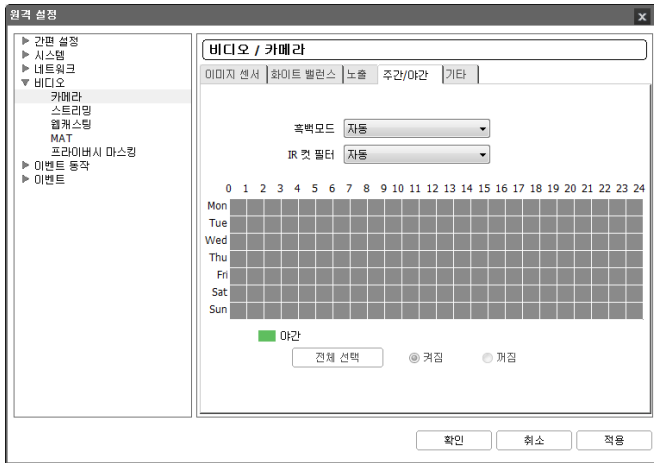 원격 설정
x
간편 설정
시스템
네트워크
비디오
카메라
스트리밍
웹캐스팅
MAT
프라이버시 마스킹
이벤트 동작
이벤트
비디오 / 카메라
이미지 센서 화이트 밸런스 노출 주간/야간 기타
흑백모드 자동
IR 컷 필터 자동
0 1 2 3 4 5 6 7 8 9 10 11 12 13 14 15 16 17 18 19 20 21 22 23 24
Mon
Tue
Wed
Thu
Fri
Sat
Sun
야간
전체 선택 켜짐 꺼짐
확인 취소 적용